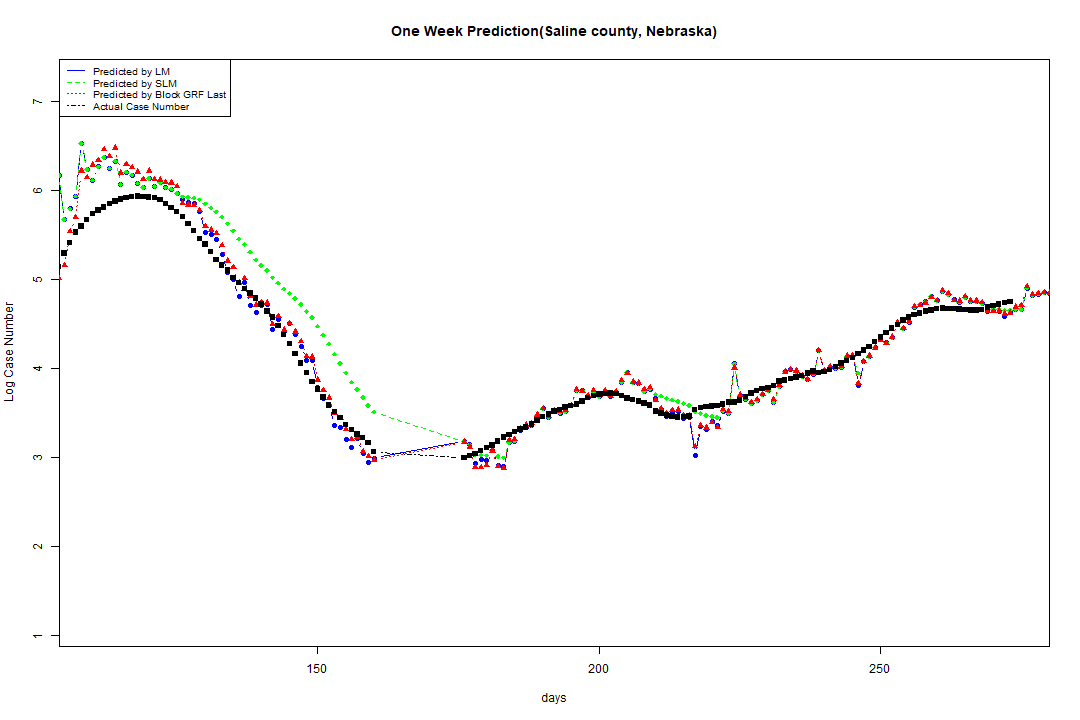 One Week Prediction(Saline county, Nebraska)
Predicted by LM
Predicted by SLM
Predicted by Block GRF Last
Actual Case Number
7
6
5
4
3
2
1
Log Case Number
150
200
250
days